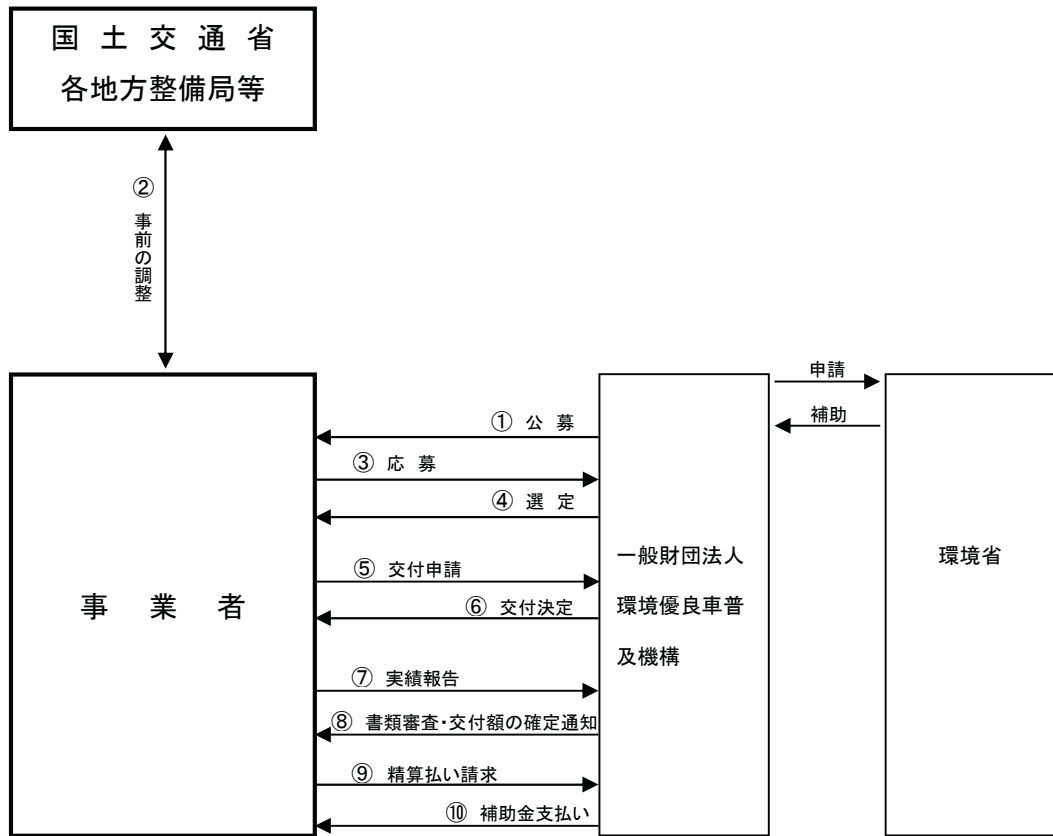 国土交通省
各地方整備局等
② 事前の調整
申請
補助
① 公募
③ 応募
④ 選定
⑤ 交付申請
⑥ 交付決定
⑦ 実績報告
⑧ 書類審査・交付額の確定通知
⑨ 精算払い請求
⑩ 補助金支払い
事業者
一般財団法人
環境優良車普
及機構
環境省